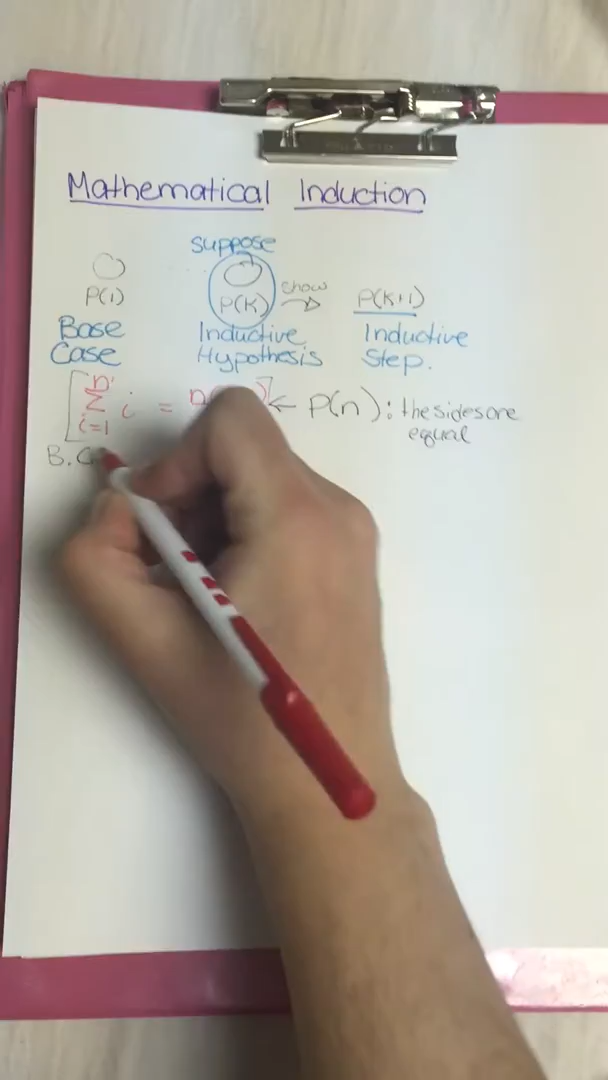 Mathematical Induction
suppose
P(1) P(K) show P(K+1)
Base Case
Inductive Hypothesis
Inductive Step.
[n Σ i=1 i = n ] ← P(n): the sides are equal
B. C